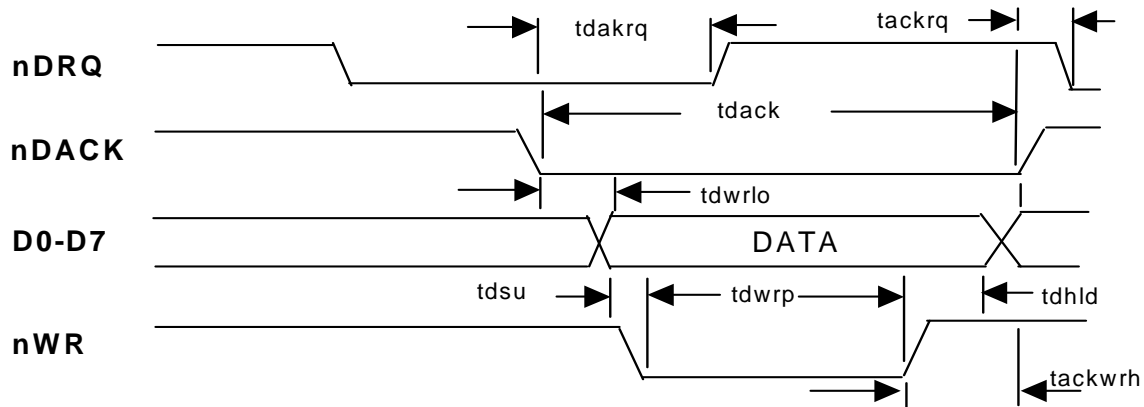 tdakrq tackrq
nDRQ
tdack
nDACK
tdwrlo
D0-D7 DATA
tdsu tdwrp tdhld
nWR
tackwrh